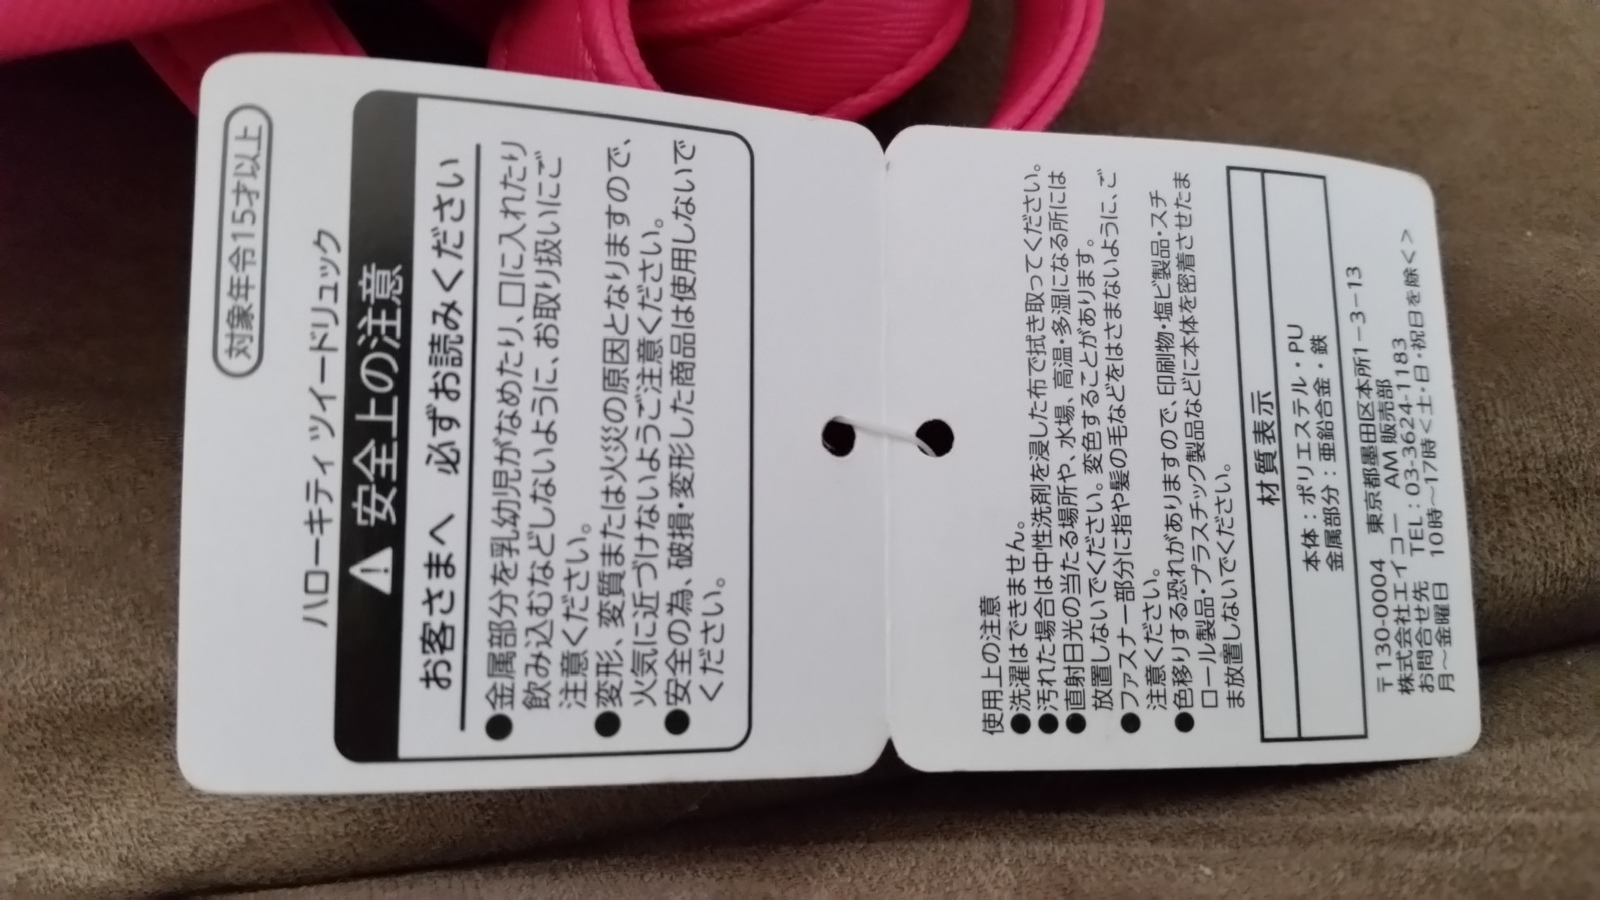 対象年令15才以上
ハローキティ ツイードリュック
安全上の注意
お客さまへ 必ずお読みください
●金属部分を乳幼児がなめたり、口に入れたり
飲み込むなどしないように、お取り扱いにご
注意ください。
●変形、変質または火災の原因となりますので、
火気に近づけないようご注意ください。
●安全の為、破損・変形した商品は使用しないで
ください。
使用上の注意
●洗濯はできません。
●汚れた場合は中性洗剤を浸した布で拭き取ってください。
●直射日光の当たる場所や、水場、高温・多湿になる所には
放置しないでください。変色することがあります。
●ファスナー部分に指や髪の毛などをはさまないように、ご
注意ください。
●色移りする恐れがありますので、印刷物・塩ビ製品・スチ
ロール製品・プラスチック製品などに本体を密着させたま
ま放置しないでください。
材質表示
本体：ポリエステル・PU
金属部分：亜鉛合金・鉄
〒130-0004 東京都墨田区本所1-3-13
株式会社エイコー AM販売部
お問合せ先 TEL：03-3624-1183
月～金曜日 10時～17時＜土・日・祝日を除く＞